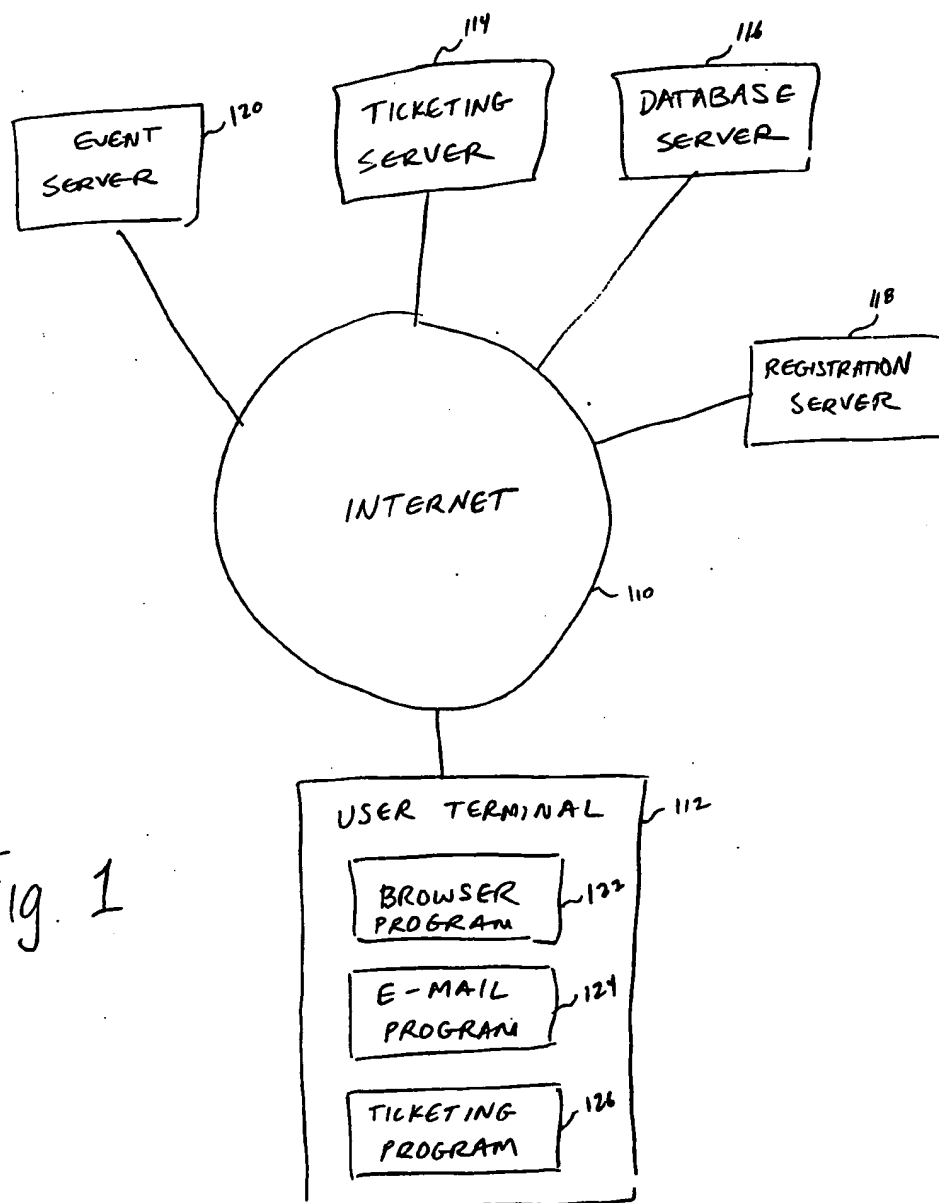 114
116
120
EVENT
SERVER
TICKETING
SERVER
DATABASE
SERVER
118
REGISTRATION
SERVER
INTERNET
110
USER TERMINAL
112
BROWSER
PROGRAM
122
E-MAIL
PROGRAM
124
TICKETING
PROGRAM
126
Fig. 1